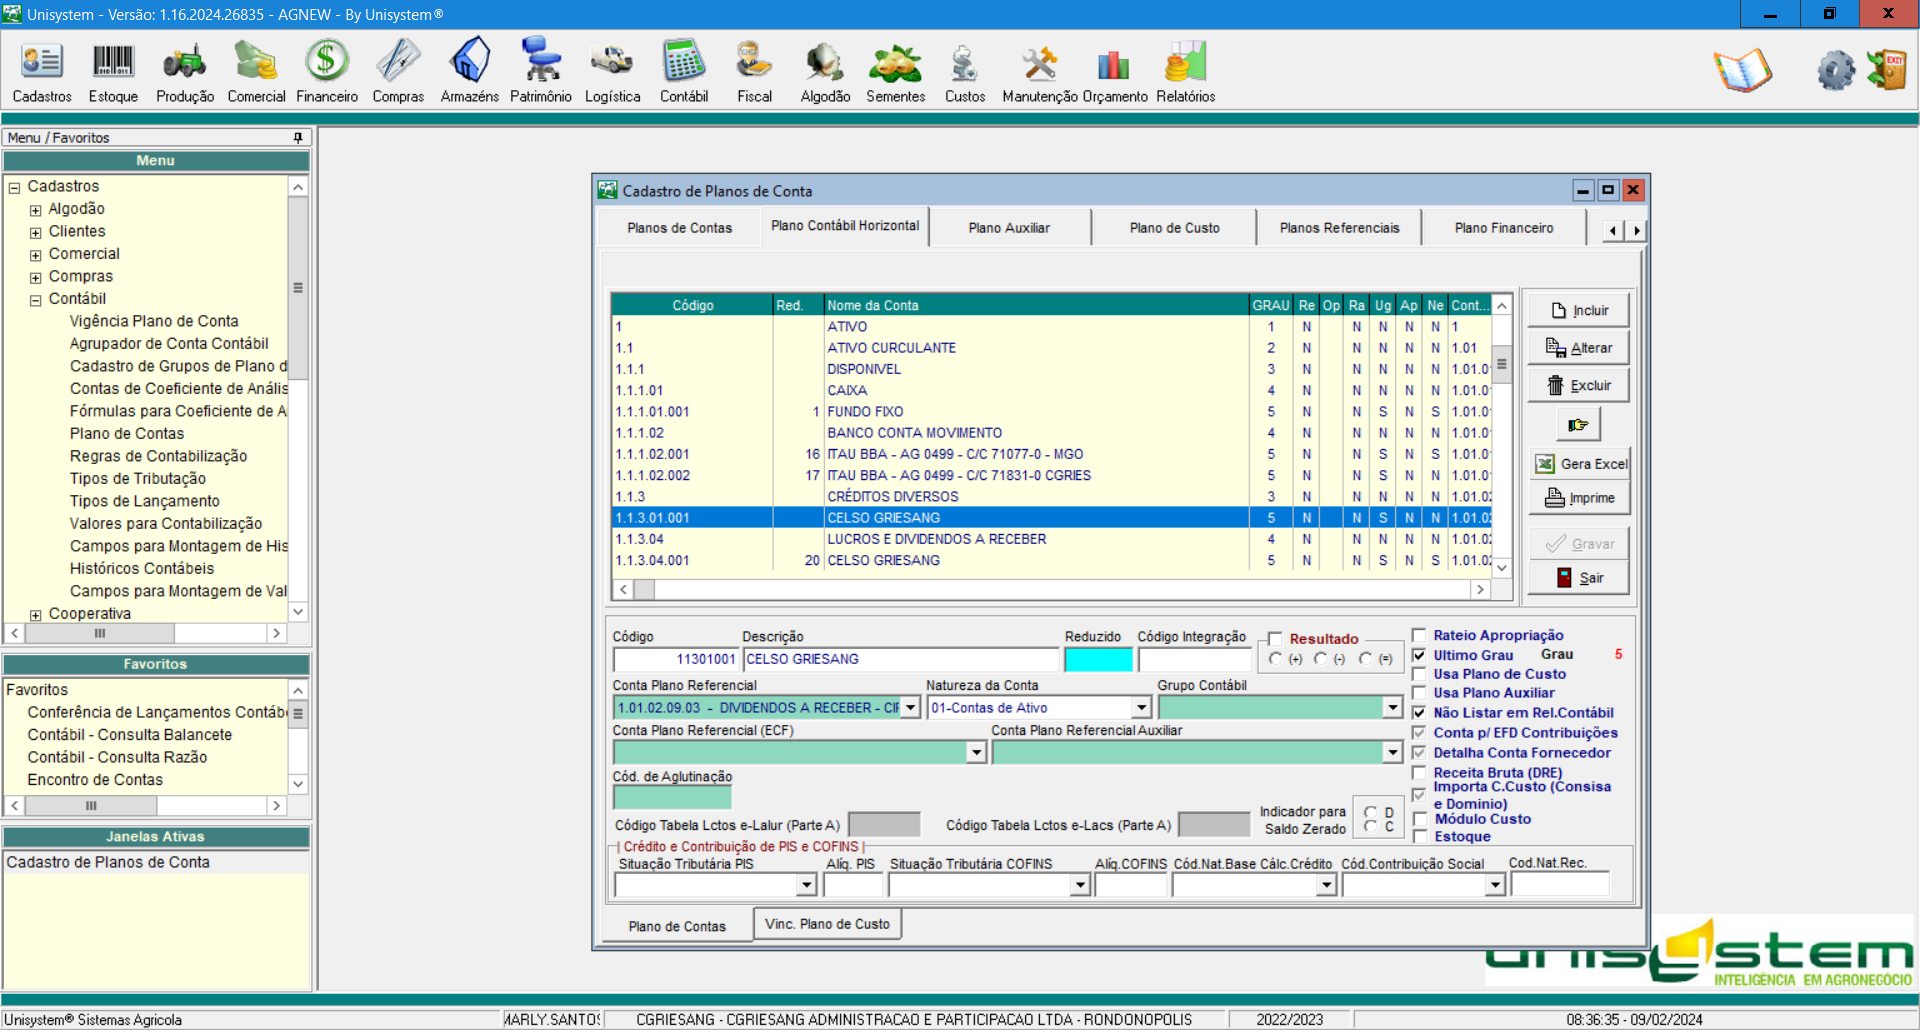 Unisystem - Versão: 1.16.2024.26835 - AGNEW - By Unisystem®
Cadastros Estoque Produção Comercial Financeiro Compras Armazéns Patrimônio Logística Contábil Fiscal Algodão Sementes Custos Manutenção Orçamento Relatórios
EXIT
Menu / Favoritos
Menu
Cadastros
Algodão
Clientes
Comercial
Compras
Contábil
Vigência Plano de Conta
Agrupador de Conta Contábil
Cadastro de Grupos de Plano d
Contas de Coeficiente de Anális
Fórmulas para Coeficiente de A
Plano de Contas
Regras de Contabilização
Tipos de Tributação
Tipos de Lançamento
Valores para Contabilização
Campos para Montagem de His
Históricos Contábeis
Campos para Montagem de Val
Cooperativa
Favoritos
Favoritos
Conferência de Lançamentos Contáb
Contábil - Consulta Balancete
Contábil - Consulta Razão
Encontro de Contas
Janelas Ativas
Cadastro de Planos de Conta
Cadastro de Planos de Conta
Planos de Contas Plano Contábil Horizontal Plano Auxiliar Plano de Custo Planos Referenciais Plano Financeiro
Código Red. Nome da Conta GRAU Re Op Ra Ug Ap Ne Cont...
1 ATIVO 1 N N N N N 1
1.1 ATIVO CURCULANTE 2 N N N N N 1.01
1.1.1 DISPONIVEL 3 N N N N N 1.01.0
1.1.1.01 CAIXA 4 N N N N N 1.01.0
1.1.1.01.001 1 FUNDO FIXO 5 N N S N S 1.01.0
1.1.1.02 BANCO CONTA MOVIMENTO 4 N N N N N 1.01.0
1.1.1.02.001 16 ITAU BBA - AG 0499 - C/C 71077-0 - MGO 5 N N S N S 1.01.0
1.1.1.02.002 17 ITAU BBA - AG 0499 - C/C 71831-0 CGRIES 5 N N S N S 1.01.0
1.1.3 CRÉDITOS DIVERSOS 3 N N N N N 1.01.02
1.1.3.01.001 CELSO GRIESANG 5 N N S N N 1.01.02
1.1.3.04 LUCROS E DIVIDENDOS A RECEBER 4 N N N N N 1.01.02
1.1.3.04.001 20 CELSO GRIESANG 5 N N S N S 1.01.02
Incluir
Alterar
Excluir
Gera Excel
Imprime
Gravar
Sair
Código Descrição Reduzido Código Integração Resultado
11301001 CELSO GRIESANG (+) (-) (=)
Conta Plano Referencial Natureza da Conta Grupo Contábil
1.01.02.09.03 - DIVIDENDOS A RECEBER - CIF 01-Contas de Ativo
Conta Plano Referencial (ECF) Conta Plano Referencial Auxiliar
Cód. de Aglutinação
Código Tabela Lctos e-Lalur (Parte A) Código Tabela Lctos e-Lacs (Parte A) Indicador para Saldo Zerado D C
Rateio Apropriação
Ultimo Grau Grau 5
Usa Plano de Custo
Usa Plano Auxiliar
Não Listar em Rel.Contábil
Conta p/ EFD Contribuições
Detalha Conta Fornecedor
Receita Bruta (DRE)
Importa C.Custo (Consisa
e Dominio)
Módulo Custo
Estoque
Crédito e Contribuição de PIS e COFINS
Situação Tributária PIS Alíq. PIS Situação Tributária COFINS Alíq.COFINS Cód.Nat.Base Cálc.Crédito Cód.Contribuição Social Cod.Nat.Rec.
Plano de Contas Vinc. Plano de Custo
unisystem
INTELIGÊNCIA EM AGRONEGÓCIO
Unisystem® Sistemas Agricola MARLY.SANTOS CGRIESANG - CGRIESANG ADMINISTRACAO E PARTICIPACAO LTDA - RONDONOPOLIS 2022/2023 08:36:35 - 09/02/2024